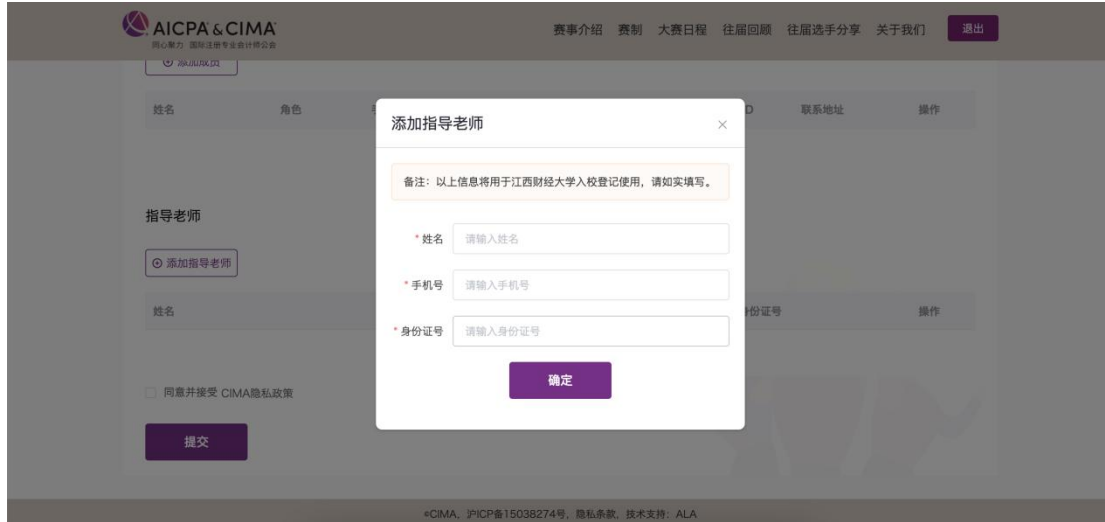 AICPA & CIMA
同心聚力 国际注册专业会计师公会
赛事介绍 赛制 大赛日程 往届回顾 往届选手分享 关于我们 退出
添加成员
姓名 角色 联系地址 操作
添加指导老师 ×
备注：以上信息将用于江西财经大学入校登记使用，请如实填写。
指导老师
* 姓名 请输入姓名
添加指导老师
* 手机号 请输入手机号
姓名 身份证号 操作
* 身份证号 请输入身份证号
确定
同意并接受 CIMA隐私政策
提交
©CIMA，沪ICP备15038274号，隐私条款，技术支持：ALA